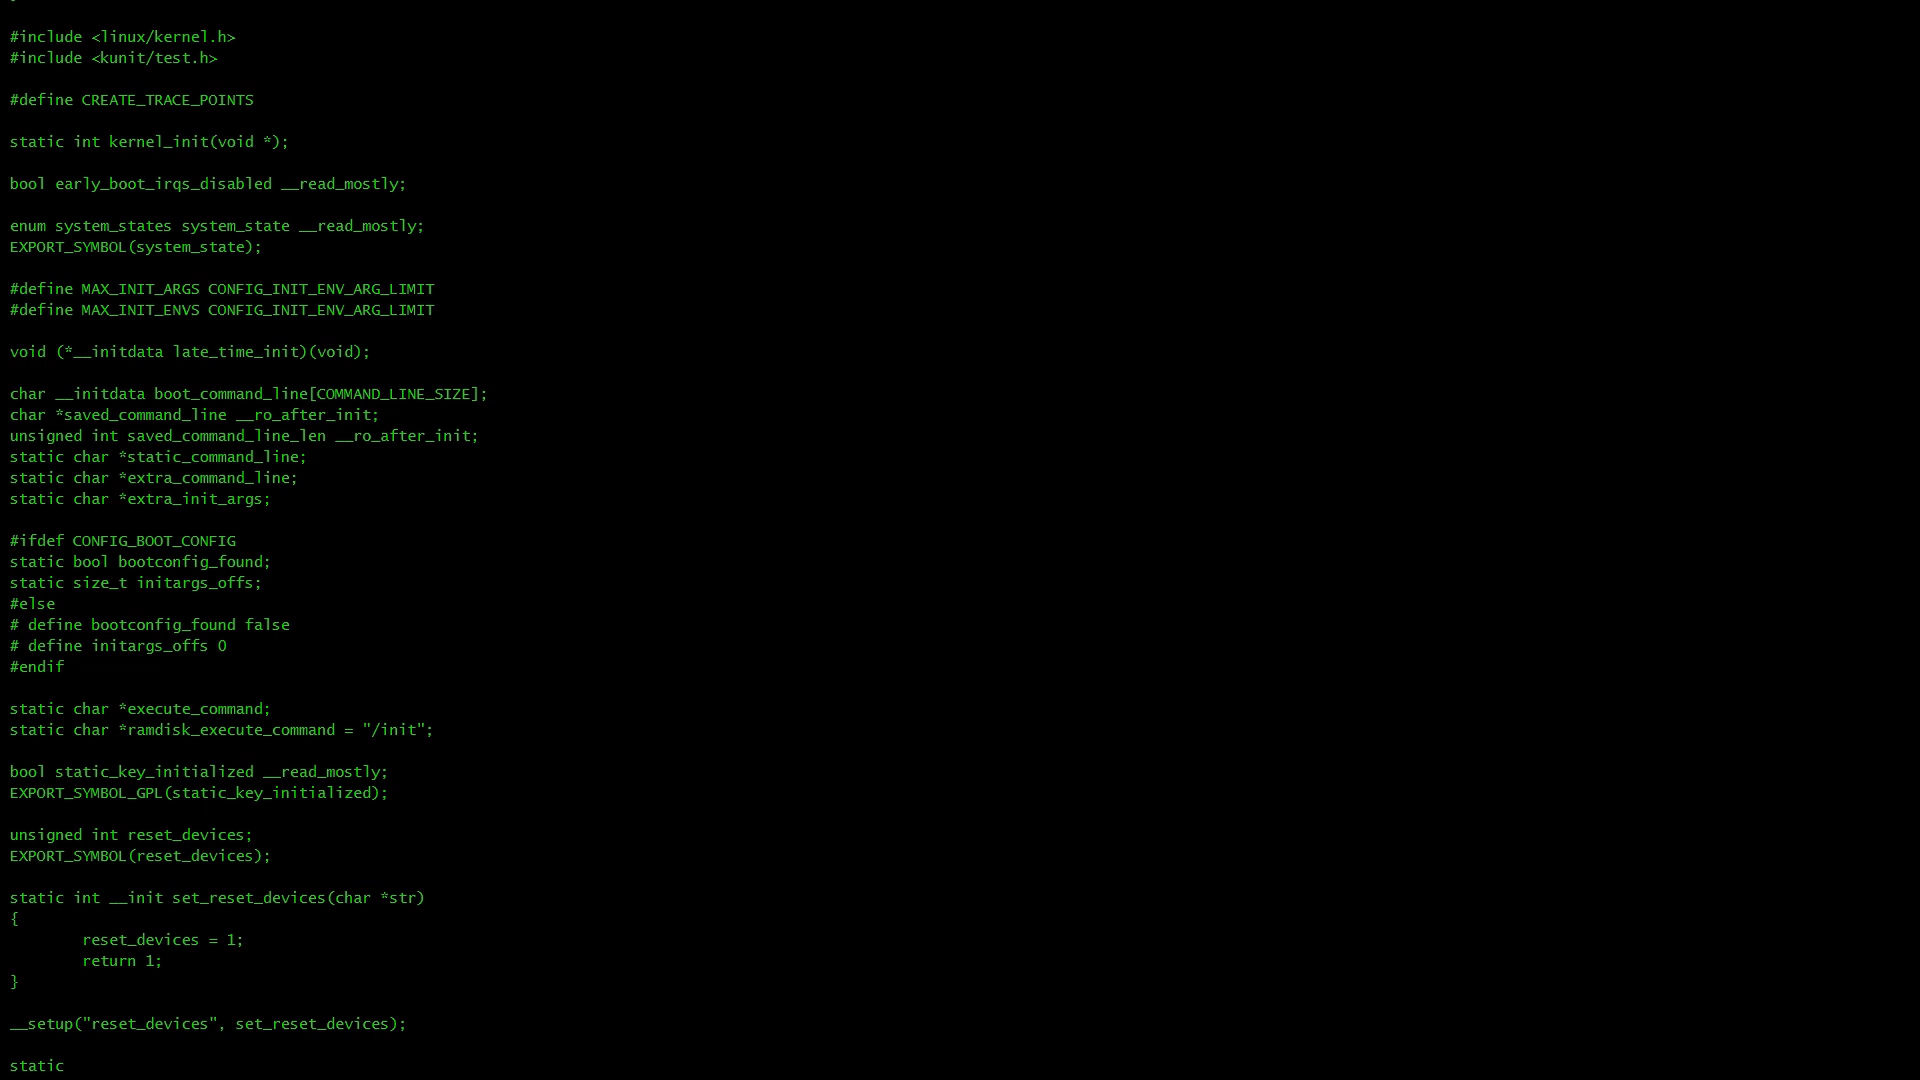 #include <linux/kernel.h>
#include <kunit/test.h>

#define CREATE_TRACE_POINTS

static int kernel_init(void *);

bool early_boot_irqs_disabled __read_mostly;

enum system_states system_state __read_mostly;
EXPORT_SYMBOL(system_state);

#define MAX_INIT_ARGS CONFIG_INIT_ENV_ARG_LIMIT
#define MAX_INIT_ENVS CONFIG_INIT_ENV_ARG_LIMIT

void (*__initdata late_time_init)(void);

char __initdata boot_command_line[COMMAND_LINE_SIZE];
char *saved_command_line __ro_after_init;
unsigned int saved_command_line_len __ro_after_init;
static char *static_command_line;
static char *extra_command_line;
static char *extra_init_args;

#ifdef CONFIG_BOOT_CONFIG
static bool bootconfig_found;
static size_t initargs_offs;
#else
# define bootconfig_found false
# define initargs_offs 0
#endif

static char *execute_command;
static char *ramdisk_execute_command = "/init";

bool static_key_initialized __read_mostly;
EXPORT_SYMBOL_GPL(static_key_initialized);

unsigned int reset_devices;
EXPORT_SYMBOL(reset_devices);

static int __init set_reset_devices(char *str)
{
        reset_devices = 1;
        return 1;
}

__setup("reset_devices", set_reset_devices);

static